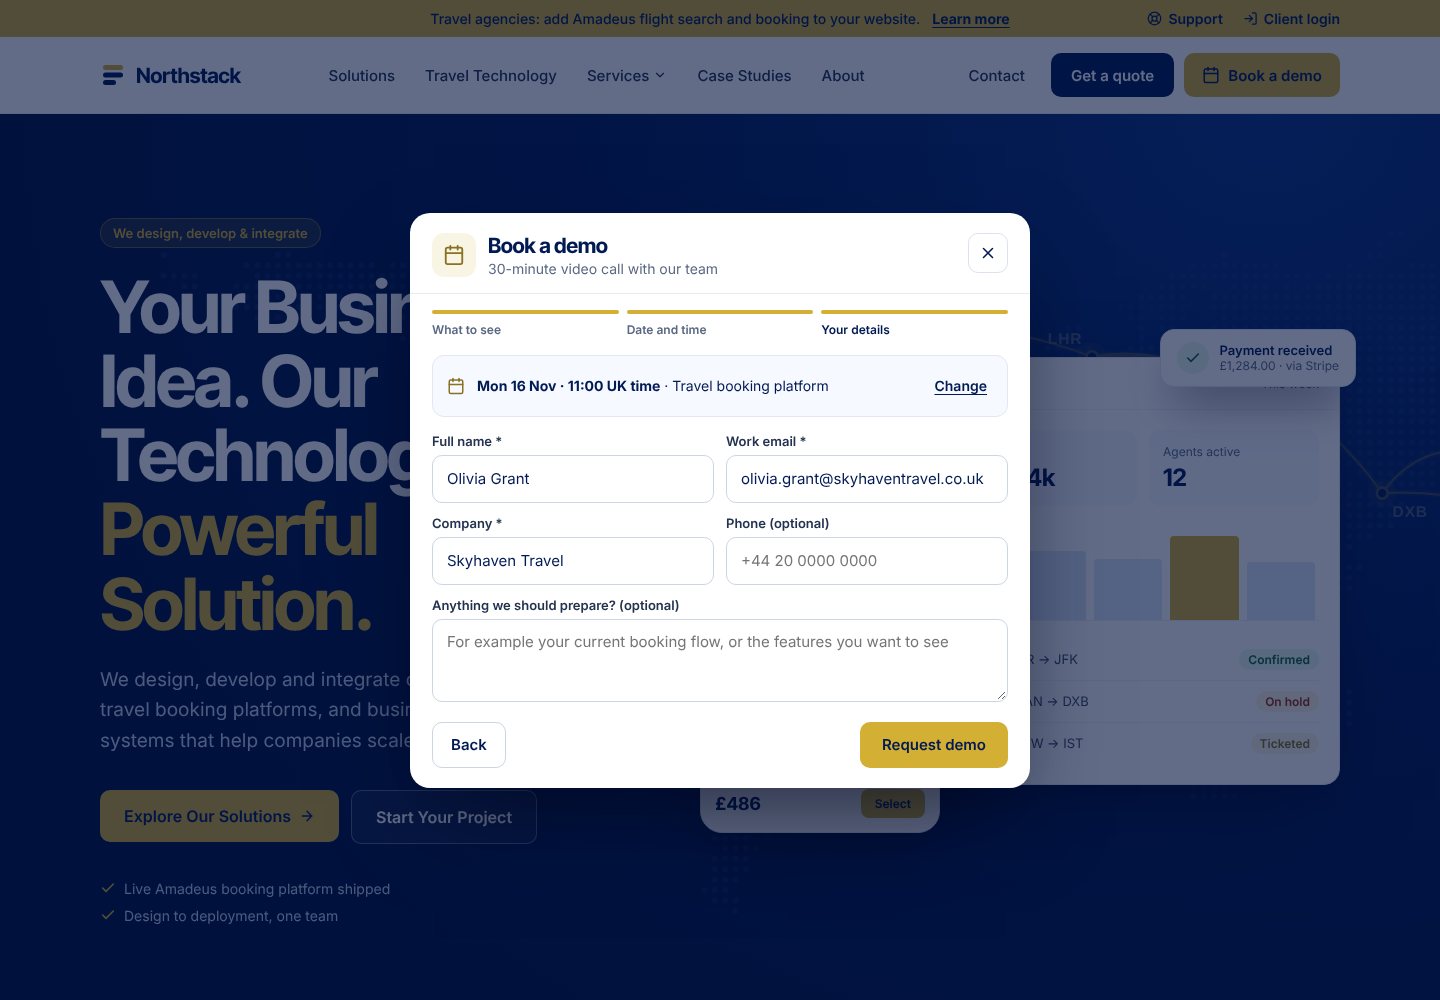 Travel agencies: add Amadeus flight search and booking to your website. Learn more
Support
Client login
Northstack
Solutions
Travel Technology
Services
Case Studies
About
Contact
Get a quote
Book a demo
We design, develop & integrate
Your
Idea. Our
Powerful
Solution.
We design, develop and integrate
travel booking platforms, and
systems that help companies scale
Explore Our Solutions →
Start Your Project
Live Amadeus booking platform shipped
Design to deployment, one team
Book a demo
30-minute video call with our team
What to see
Date and time
Your details
Mon 16 Nov · 11:00 UK time · Travel booking platform
Change
Full name *
Work email *
Olivia Grant
olivia.grant@skyhaventravel.co.uk
Company *
Phone (optional)
Skyhaven Travel
+44 20 0000 0000
Anything we should prepare? (optional)
For example your current booking flow, or the features you want to see
Back
Request demo
LHR
Payment received
£1,284.00 · via Stripe
Agents active
12
DXB
→ JFK
Confirmed
→ DXB
On hold
→ IST
Ticketed
£486
Select